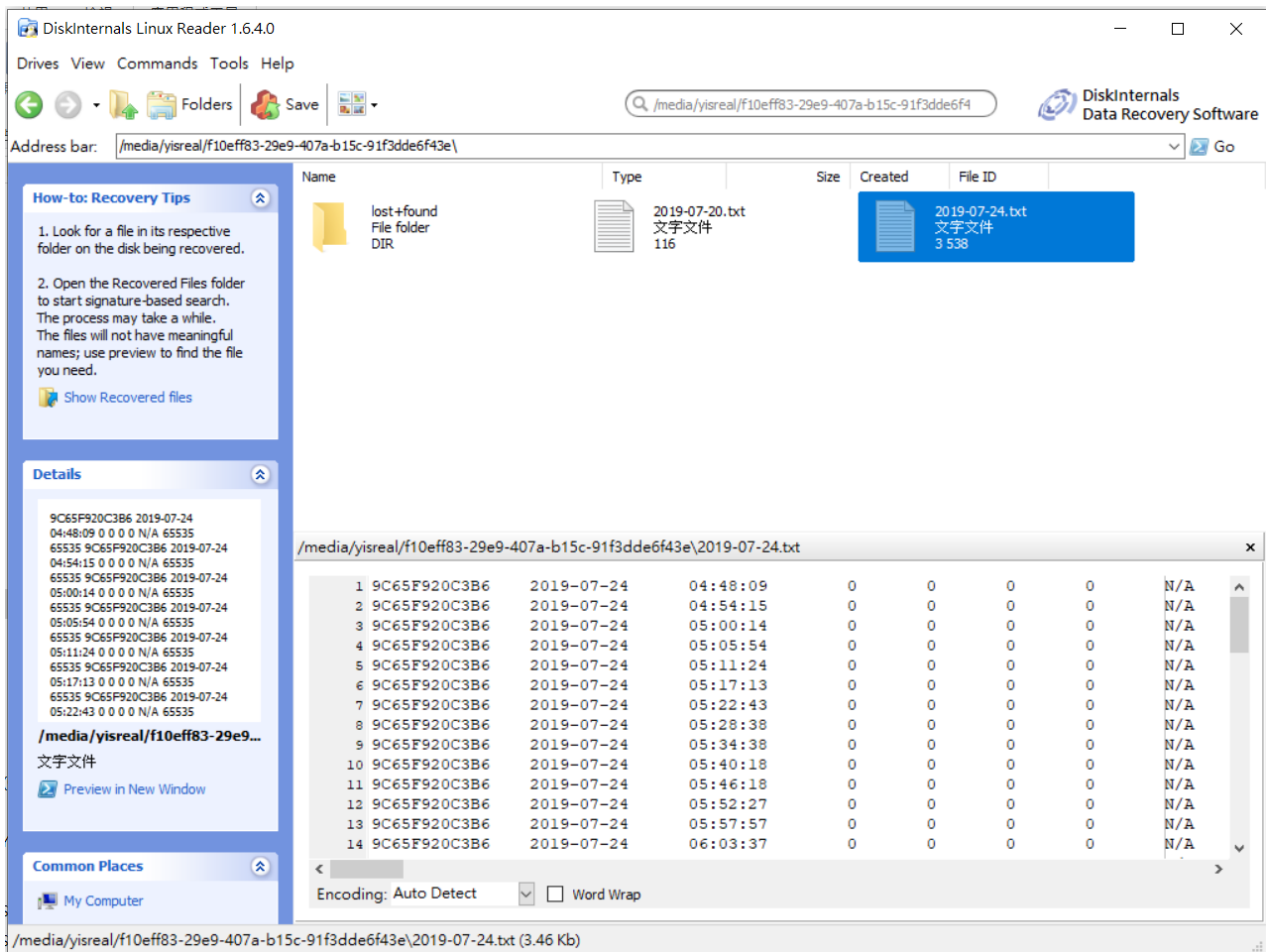 DiskInternals Linux Reader 1.6.4.0
Drives View Commands Tools Help
Folders Save /media/yisreal/f10eff83-29e9-407a-b15c-91f3dde6f4 DiskInternals
Data Recovery Software
Address bar: /media/yisreal/f10eff83-29e9-407a-b15c-91f3dde6f43e\ Go
How-to: Recovery Tips
1. Look for a file in its respective
folder on the disk being recovered.
2. Open the Recovered Files folder
to start signature-based search.
The process may take a while.
The files will not have meaningful
names; use preview to find the file
you need.
Show Recovered files
Details
9C65F920C3B6 2019-07-24
04:48:09 0 0 0 0 N/A 65535
65535 9C65F920C3B6 2019-07-24
04:54:15 0 0 0 0 N/A 65535
65535 9C65F920C3B6 2019-07-24
05:00:14 0 0 0 0 N/A 65535
65535 9C65F920C3B6 2019-07-24
05:05:54 0 0 0 0 N/A 65535
65535 9C65F920C3B6 2019-07-24
05:11:24 0 0 0 0 N/A 65535
65535 9C65F920C3B6 2019-07-24
05:17:13 0 0 0 0 N/A 65535
65535 9C65F920C3B6 2019-07-24
05:22:43 0 0 0 0 N/A 65535
/media/yisreal/f10eff83-29e9...
文字文件
Preview in New Window
Common Places
My Computer
Name Type Size Created File ID
lost+found
File folder
DIR
2019-07-20.txt
文字文件
116
2019-07-24.txt
文字文件
3 538
/media/yisreal/f10eff83-29e9-407a-b15c-91f3dde6f43e\2019-07-24.txt
1 9C65F920C3B6 2019-07-24 04:48:09 0 0 0 0 N/A
2 9C65F920C3B6 2019-07-24 04:54:15 0 0 0 0 N/A
3 9C65F920C3B6 2019-07-24 05:00:14 0 0 0 0 N/A
4 9C65F920C3B6 2019-07-24 05:05:54 0 0 0 0 N/A
5 9C65F920C3B6 2019-07-24 05:11:24 0 0 0 0 N/A
6 9C65F920C3B6 2019-07-24 05:17:13 0 0 0 0 N/A
7 9C65F920C3B6 2019-07-24 05:22:43 0 0 0 0 N/A
8 9C65F920C3B6 2019-07-24 05:28:38 0 0 0 0 N/A
9 9C65F920C3B6 2019-07-24 05:34:38 0 0 0 0 N/A
10 9C65F920C3B6 2019-07-24 05:40:18 0 0 0 0 N/A
11 9C65F920C3B6 2019-07-24 05:46:18 0 0 0 0 N/A
12 9C65F920C3B6 2019-07-24 05:52:27 0 0 0 0 N/A
13 9C65F920C3B6 2019-07-24 05:57:57 0 0 0 0 N/A
14 9C65F920C3B6 2019-07-24 06:03:37 0 0 0 0 N/A
Encoding: Auto Detect Word Wrap
/media/yisreal/f10eff83-29e9-407a-b15c-91f3dde6f43e\2019-07-24.txt (3.46 Kb)